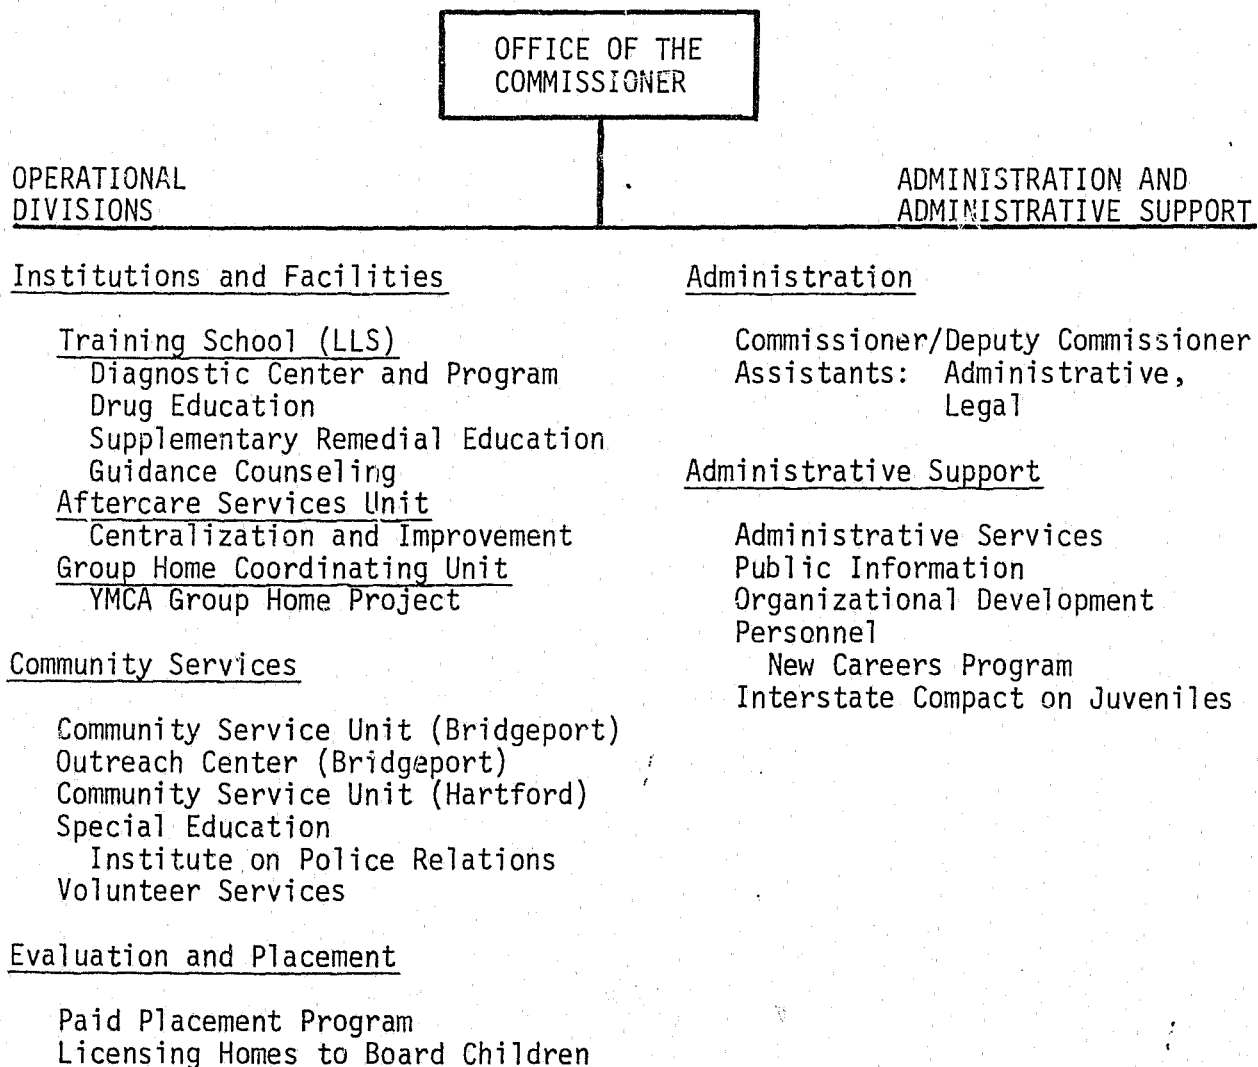 OFFICE OF THE
COMMISSIONER
OPERATIONAL
DIVISIONS
ADMINISTRATION AND
ADMINISTRATIVE SUPPORT
Institutions and Facilities
Training School (LLS)
Diagnostic Center and Program
Drug Education
Supplementary Remedial Education
Guidance Counseling
Aftercare Services Unit
Centralization and Improvement
Group Home Coordinating Unit
YMCA Group Home Project
Community Services
Community Service Unit (Bridgeport)
Outreach Center (Bridgeport)
Community Service Unit (Hartford)
Special Education
Institute on Police Relations
Volunteer Services
Evaluation and Placement
Paid Placement Program
Licensing Homes to Board Children
Administration
Commissioner/Deputy Commissioner
Assistants: Administrative,
Legal
Administrative Support
Administrative Services
Public Information
Organizational Development
Personnel
New Careers Program
Interstate Compact on Juveniles